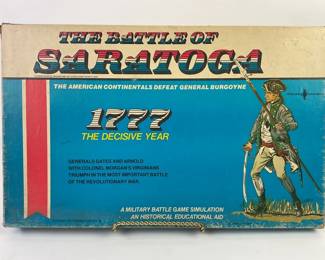 THE BATTLE OF
SARATOGA
THE AMERICAN CONTINENTALS DEFEAT GENERAL BURGOYNE
1777
THE DECISIVE YEAR
GENERALS GATES AND ARNOLD
WITH COLONEL MORGAN'S VIRGINIANS
TRIUMPH IN THE MOST IMPORTANT BATTLE
OF THE REVOLUTIONARY WAR.
A MILITARY BATTLE GAME SIMULATION
AN HISTORICAL EDUCATIONAL AID